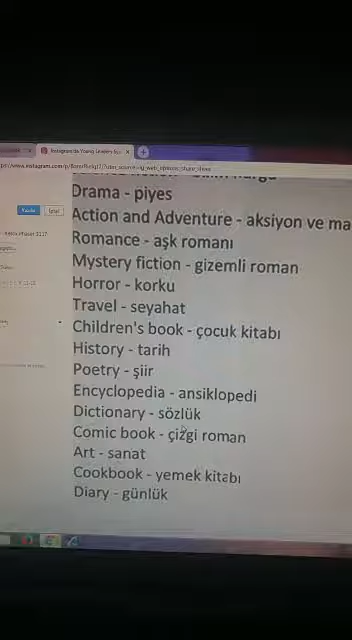 Drama - piyes
Action and Adventure - aksiyon ve ma
Romance - aşk romanı
Mystery fiction - gizemli roman
Horror - korku
Travel - seyahat
Children's book - çocuk kitabı
History - tarih
Poetry - şiir
Encyclopedia - ansiklopedi
Dictionary - sözlük
Comic book - çizgi roman
Art - sanat
Cookbook - yemek kitabı
Diary - günlük